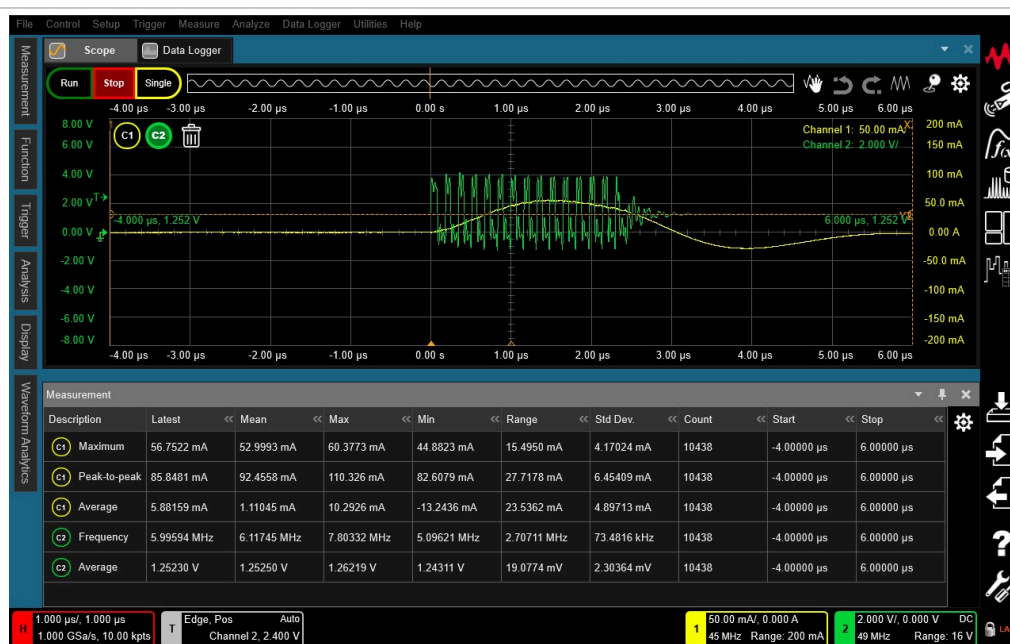 File Control Setup Trigger Measure Analyze Data Logger Utilities Help
Scope Data Logger
Run Stop Single
-4.00 µs -3.00 µs -2.00 µs -1.00 µs 0.00 s 1.00 µs 2.00 µs 3.00 µs 4.00 µs 5.00 µs 6.00 µs
8.00 V C1 C2 Channel 1: 50.00 mA/ X 200 mA
6.00 V Channel 2: 2.000 V/ 150 mA
4.00 V 100 mA
2.00 V T 50.0 mA
-4.000 µs, 1.252 V 6.000 µs, 1.252 V
0.00 V 0.00 A
-2.00 V -50.0 mA
-4.00 V -100 mA
-6.00 V -150 mA
-8.00 V -200 mA
-4.00 µs -3.00 µs -2.00 µs -1.00 µs 0.00 s 1.00 µs 2.00 µs 3.00 µs 4.00 µs 5.00 µs 6.00 µs
Measurement
Function
Trigger
Analysis
Display
Waveform Analytics
f(x)
Measurement
Description Latest << Mean << Max << Min << Range << Std Dev. << Count << Start << Stop <<
C1 Maximum 56.7522 mA 52.9993 mA 60.3773 mA 44.8823 mA 15.4950 mA 4.17024 mA 10438 -4.00000 µs 6.00000 µs
C1 Peak-to-peak 85.8481 mA 92.4558 mA 110.326 mA 82.6079 mA 27.7178 mA 6.45409 mA 10438 -4.00000 µs 6.00000 µs
C1 Average 5.88159 mA 1.11045 mA 10.2926 mA -13.2436 mA 23.5362 mA 4.89713 mA 10438 -4.00000 µs 6.00000 µs
C2 Frequency 5.99594 MHz 6.11745 MHz 7.80332 MHz 5.09621 MHz 2.70711 MHz 73.4816 kHz 10438 -4.00000 µs 6.00000 µs
C2 Average 1.25230 V 1.25250 V 1.26219 V 1.24311 V 19.0774 mV 2.30364 mV 10438 -4.00000 µs 6.00000 µs
H 1.000 µs/, 1.000 µs T Edge, Pos Auto 1 50.00 mA/, 0.000 A 2 2.000 V/, 0.000 V DC
1.000 GSa/s, 10.00 kpts Channel 2, 2.400 V 45 MHz Range: 200 mA 49 MHz Range: 16 V